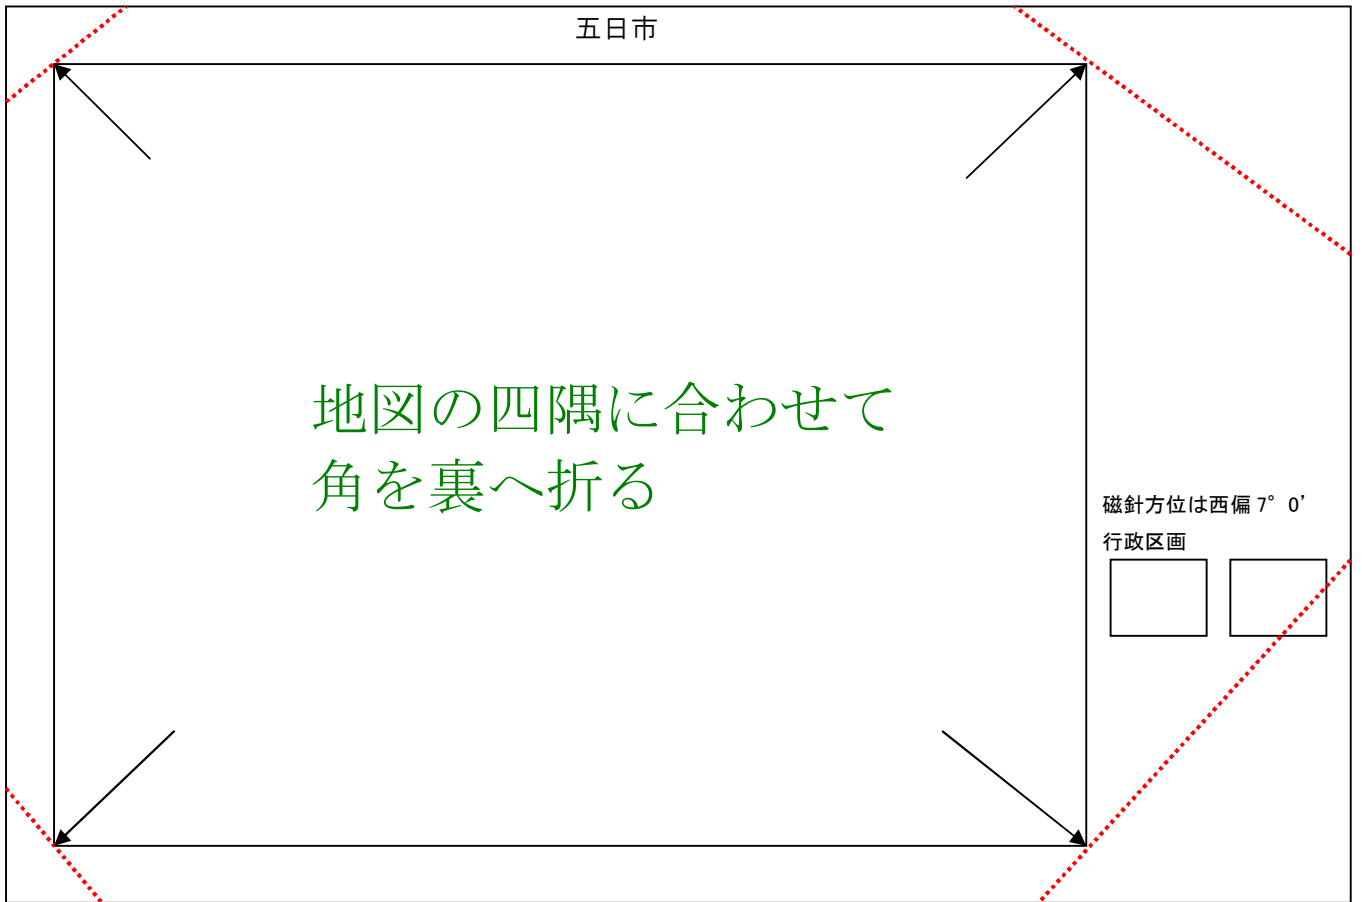 五日市
地図の四隅に合わせて
角を裏へ折る
磁針方位は西偏 7° 0′
行政区画